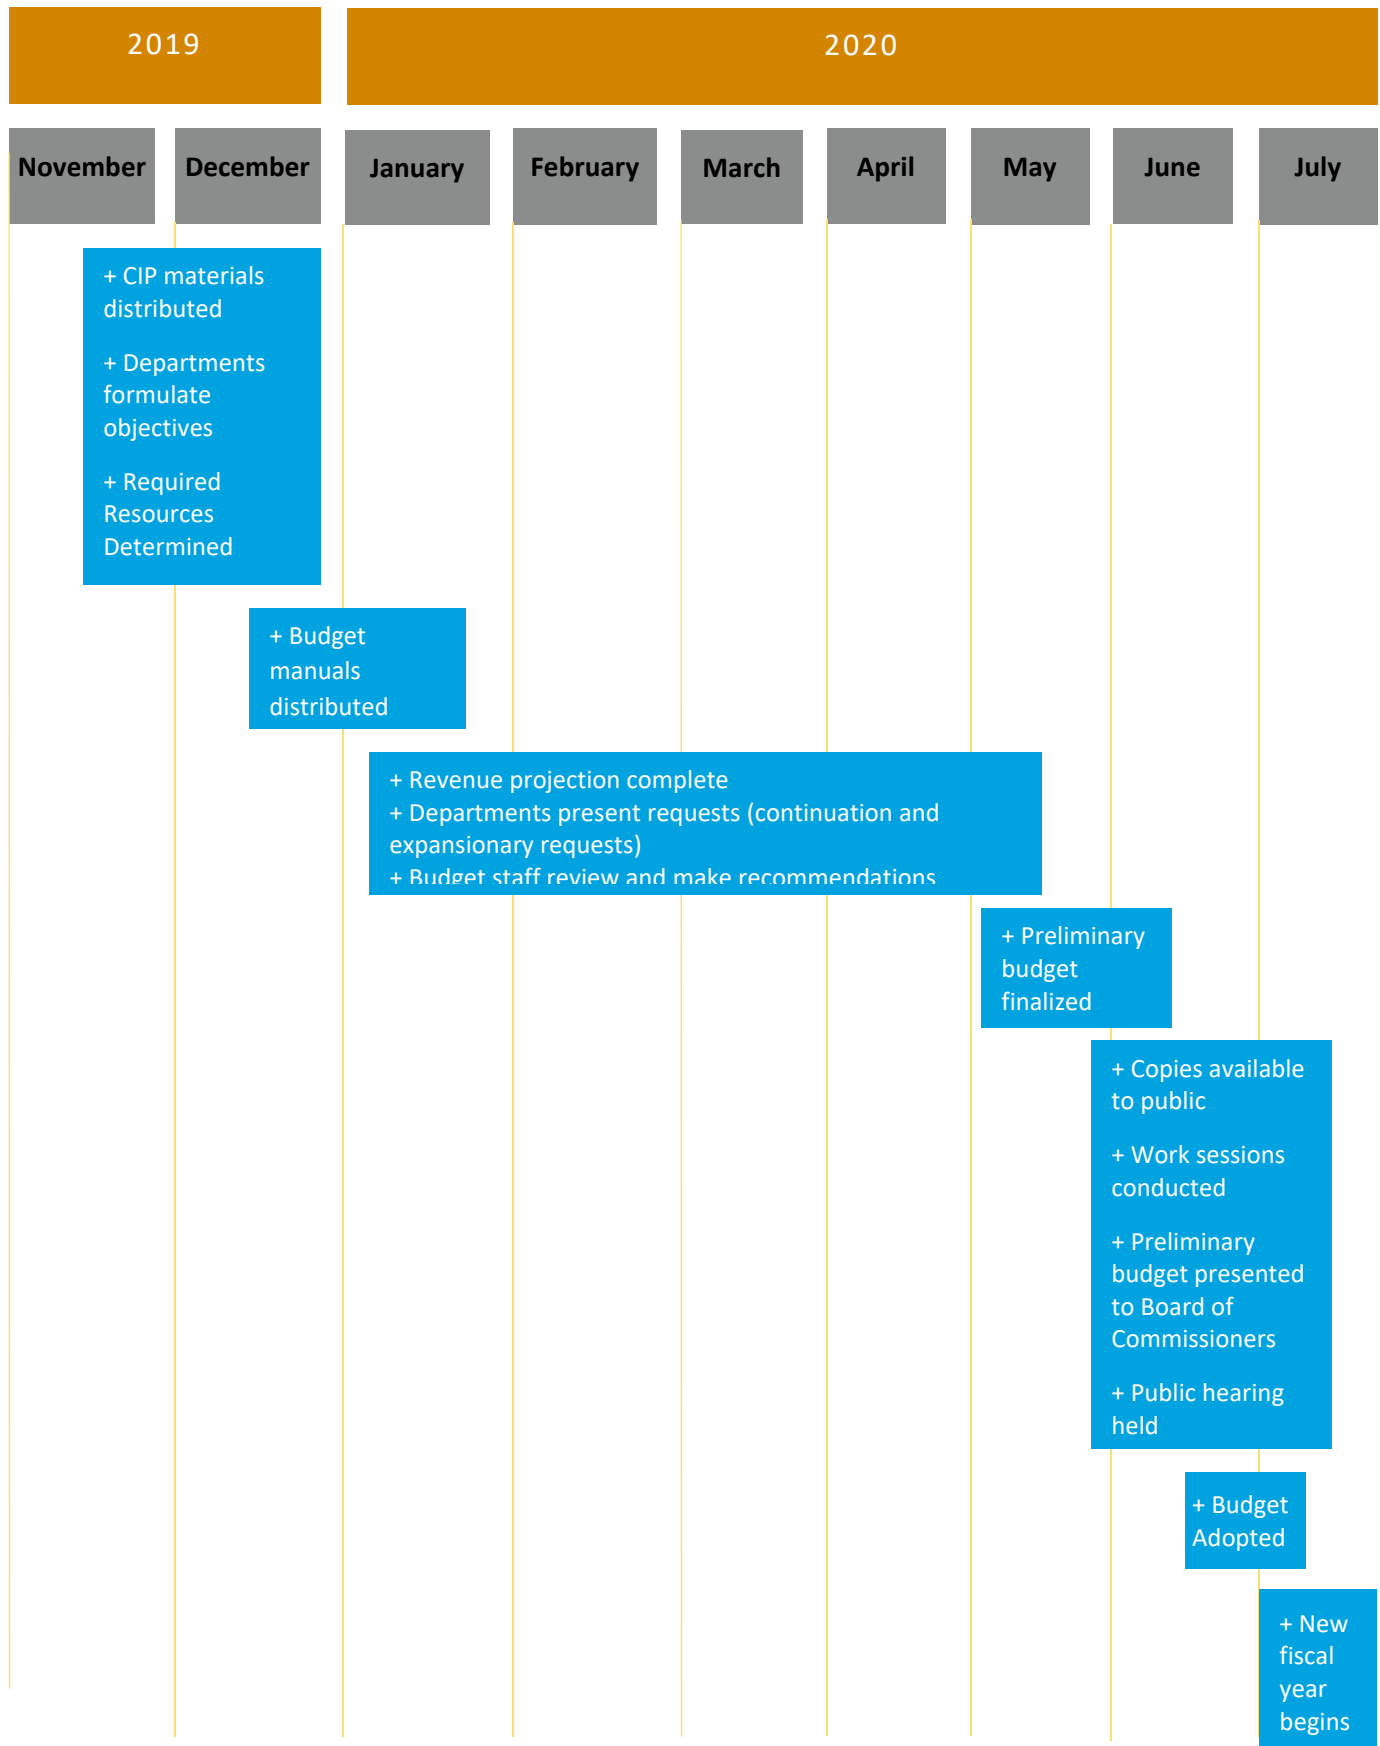 2019
2020
November
December
January
February
March
April
May
June
July
+ CIP materials
distributed
+ Departments
formulate
objectives
+ Required
Resources
Determined
+ Budget
manuals
distributed
+ Revenue projection complete
+ Departments present requests (continuation and
expansionary requests)
+ Budget staff review and make recommendations
+ Preliminary
budget
finalized
+ Copies available
to public
+ Work sessions
conducted
+ Preliminary
budget presented
to Board of
Commissioners
+ Public hearing
held
+ Budget
Adopted
+ New
fiscal
year
begins